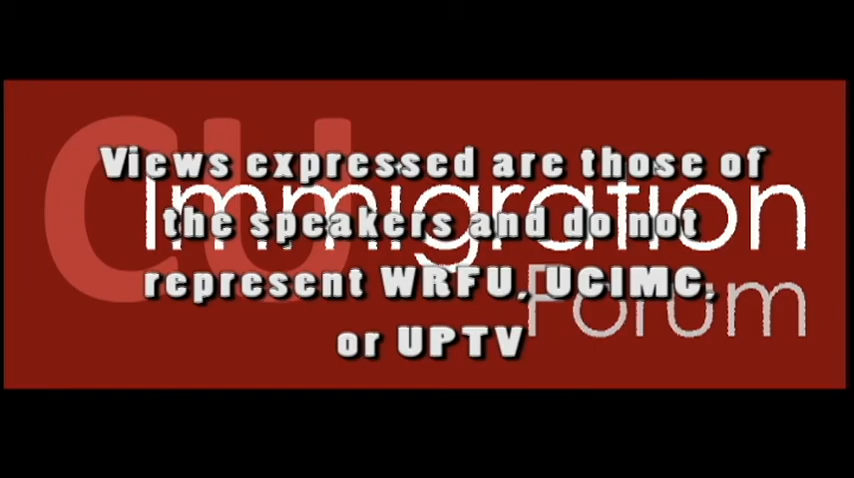 CU
Immigration
Forum
Views expressed are those of
the speakers and do not
represent WRFU, UCIMC,
or UPTV